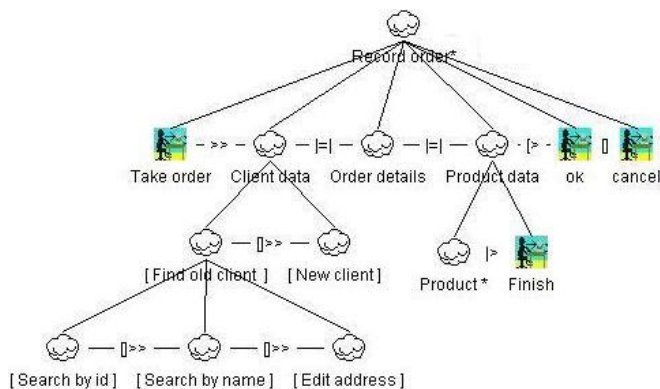 Record order*
>> |=| |=| [> []
Take order Client data Order details Product data ok cancel
[]>> |>
[Find old client ] [ New client ] Product * Finish
[]>> []>>
[ Search by id ] [ Search by name ] [ Edit address ]